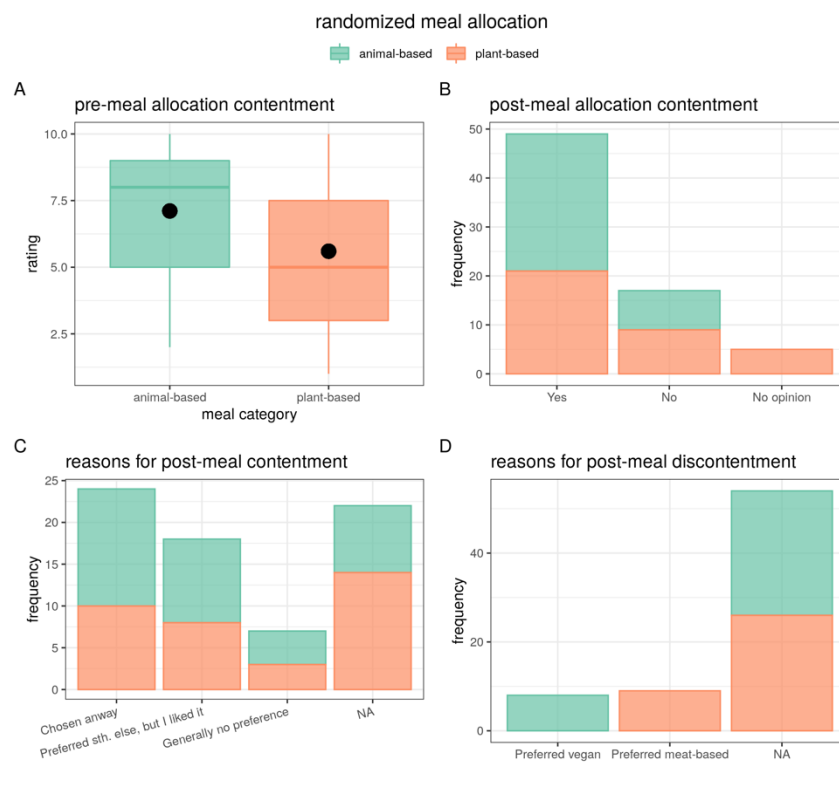 randomized meal allocation
animal-based plant-based
A
pre-meal allocation contentment
10.0
7.5
5.0
2.5
rating
animal-based plant-based
meal category
B
post-meal allocation contentment
50
40
30
20
10
0
frequency
Yes No No opinion
C
reasons for post-meal contentment
25
20
15
10
5
0
frequency
Chosen anway
Preferred sth. else, but I liked it
Generally no preference
NA
D
reasons for post-meal discontentment
40
20
0
frequency
Preferred vegan Preferred meat-based NA